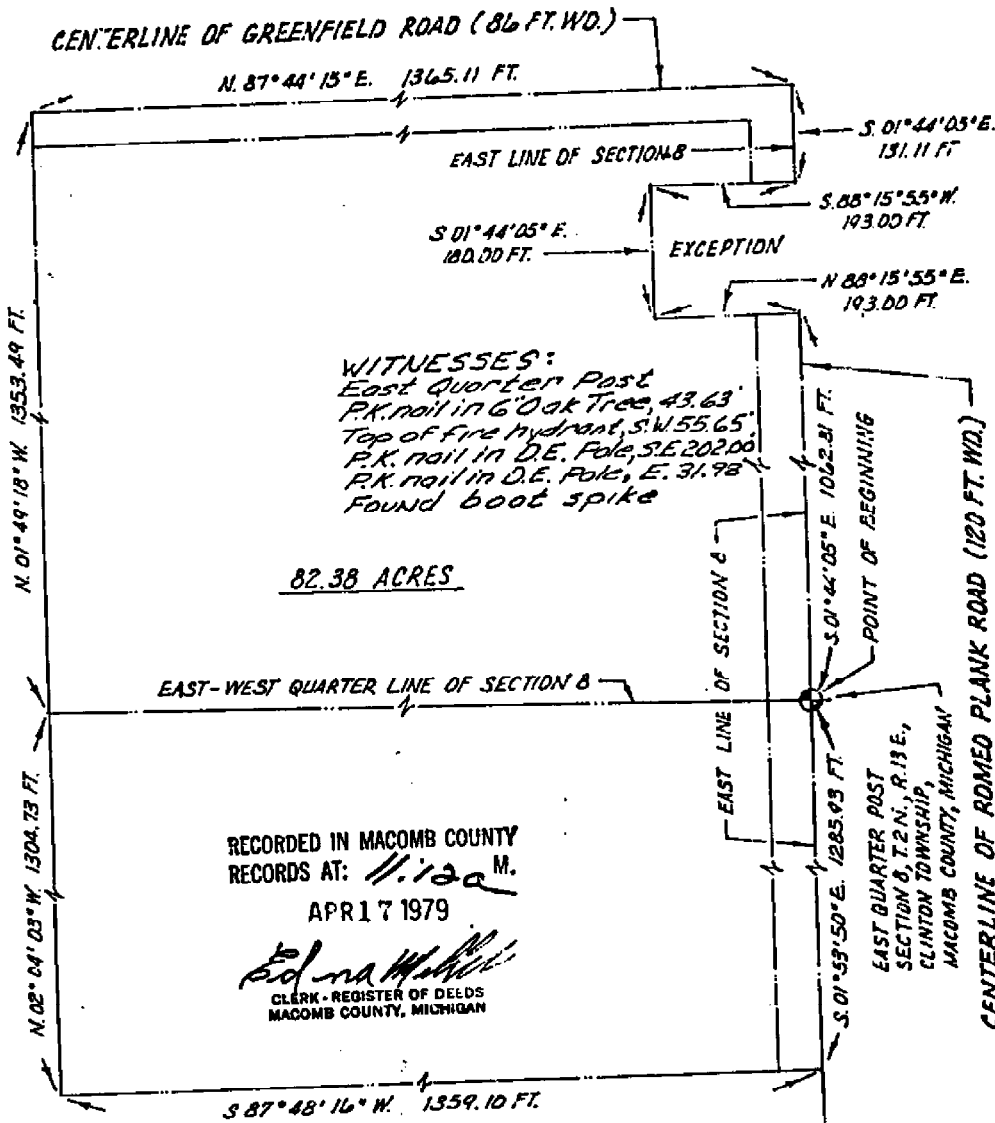 CENTERLINE OF GREENFIELD ROAD (86 FT. WD.)
N. 87°44'15" E. 1365.11 FT.
S. 01°44'05" E.
131.11 FT
EAST LINE OF SECTION 8
S. 88°15'55" W.
193.00 FT.
S 01°44'05" E.
180.00 FT.
EXCEPTION
N 88°15'55" E.
193.00 FT.
N. 01°49'18" W. 1353.49 FT.
WITNESSES:
East Quarter Post
P.K. nail in 6" Oak Tree, 43.63'
Top of fire hydrant, S.W. 55.65'
P.K. nail in D.E. Pole, S.E. 202.00'
P.K. nail in D.E. Pole, E. 31.98'
Found boat spike
82.38 ACRES
S. 01°44'05" E. 1062.81 FT.
POINT OF BEGINNING
CENTERLINE OF ROMEO PLANK ROAD (120 FT. WD.)
EAST LINE OF SECTION 8
EAST-WEST QUARTER LINE OF SECTION 8
N. 02°04'03" W. 1304.73 FT.
RECORDED IN MACOMB COUNTY
RECORDS AT: 11:12a M.
APR 17 1979
Edna
CLERK - REGISTER OF DEEDS
MACOMB COUNTY, MICHIGAN
S. 01°53'50" E. 1285.93 FT.
EAST QUARTER POST
SECTION 8, T. 2 N., R. 13 E.,
CLINTON TOWNSHIP,
MACOMB COUNTY, MICHIGAN
S 87°48'16" W. 1359.10 FT.